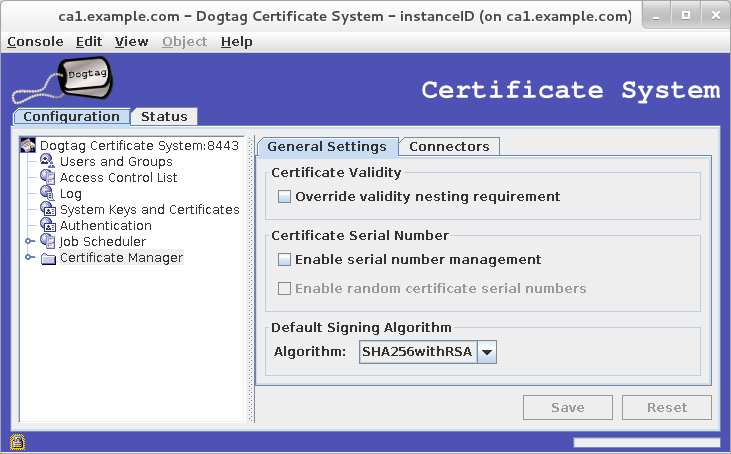 ca1.example.com – Dogtag Certificate System – instanceID (on ca1.example.com)
Console Edit View Object Help
Dogtag
Certificate System
Configuration Status
Dogtag Certificate System:8443
Users and Groups
Access Control List
Log
System Keys and Certificates
Authentication
Job Scheduler
Certificate Manager
General Settings Connectors
Certificate Validity
Override validity nesting requirement
Certificate Serial Number
Enable serial number management
Enable random certificate serial numbers
Default Signing Algorithm
Algorithm: SHA256withRSA
Save Reset